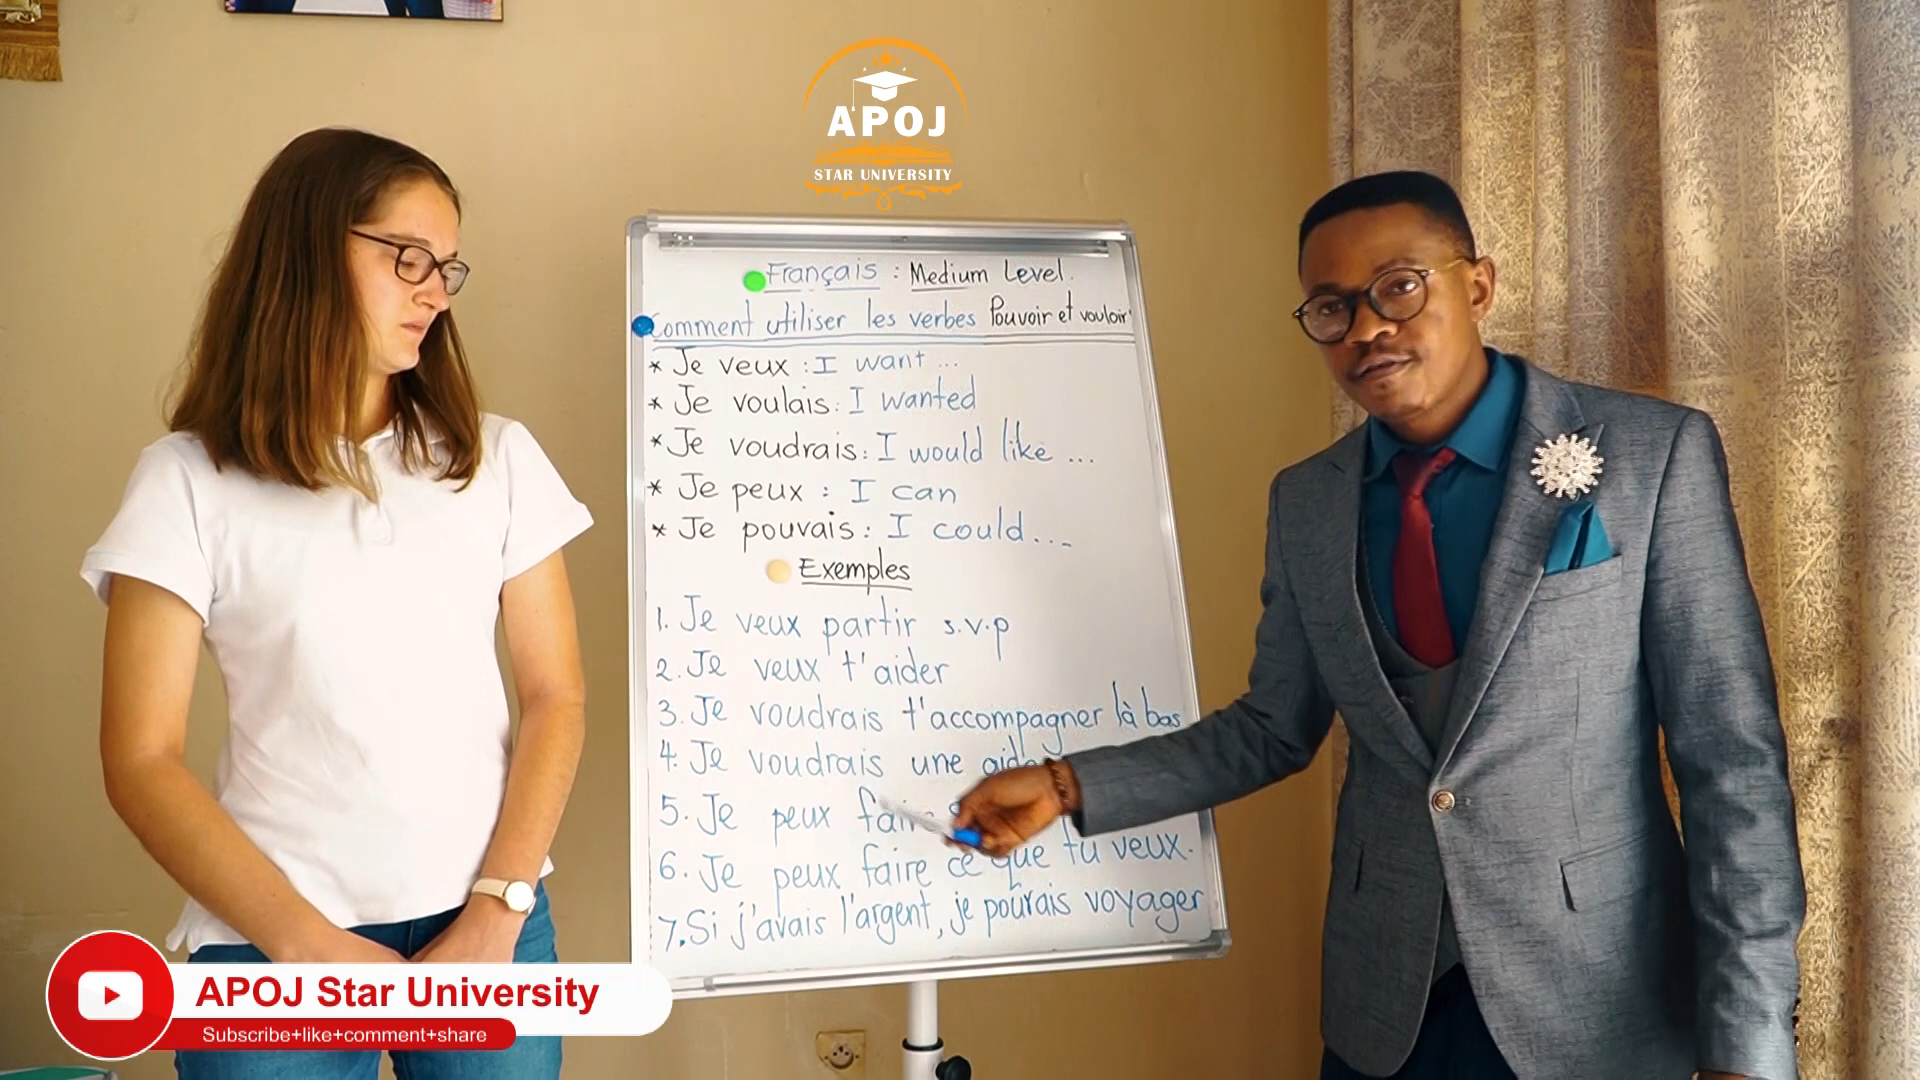 APOJ
STAR UNIVERSITY
Français : Medium Level.
Comment utiliser les verbes Pouvoir et vouloir
* Je veux : I want ...
* Je voulais : I wanted
* Je voudrais : I would like ...
* Je peux : I can
* Je pouvais : I could...
Exemples
1. Je veux partir s.v.p
2. Je veux t'aider
3. Je voudrais t'accompagner là bas
4. Je voudrais une aide
5. Je peux faire
6. Je peux faire ce que tu veux.
7. Si j'avais l'argent, je pourais voyager
APOJ Star University
Subscribe+like+comment+share